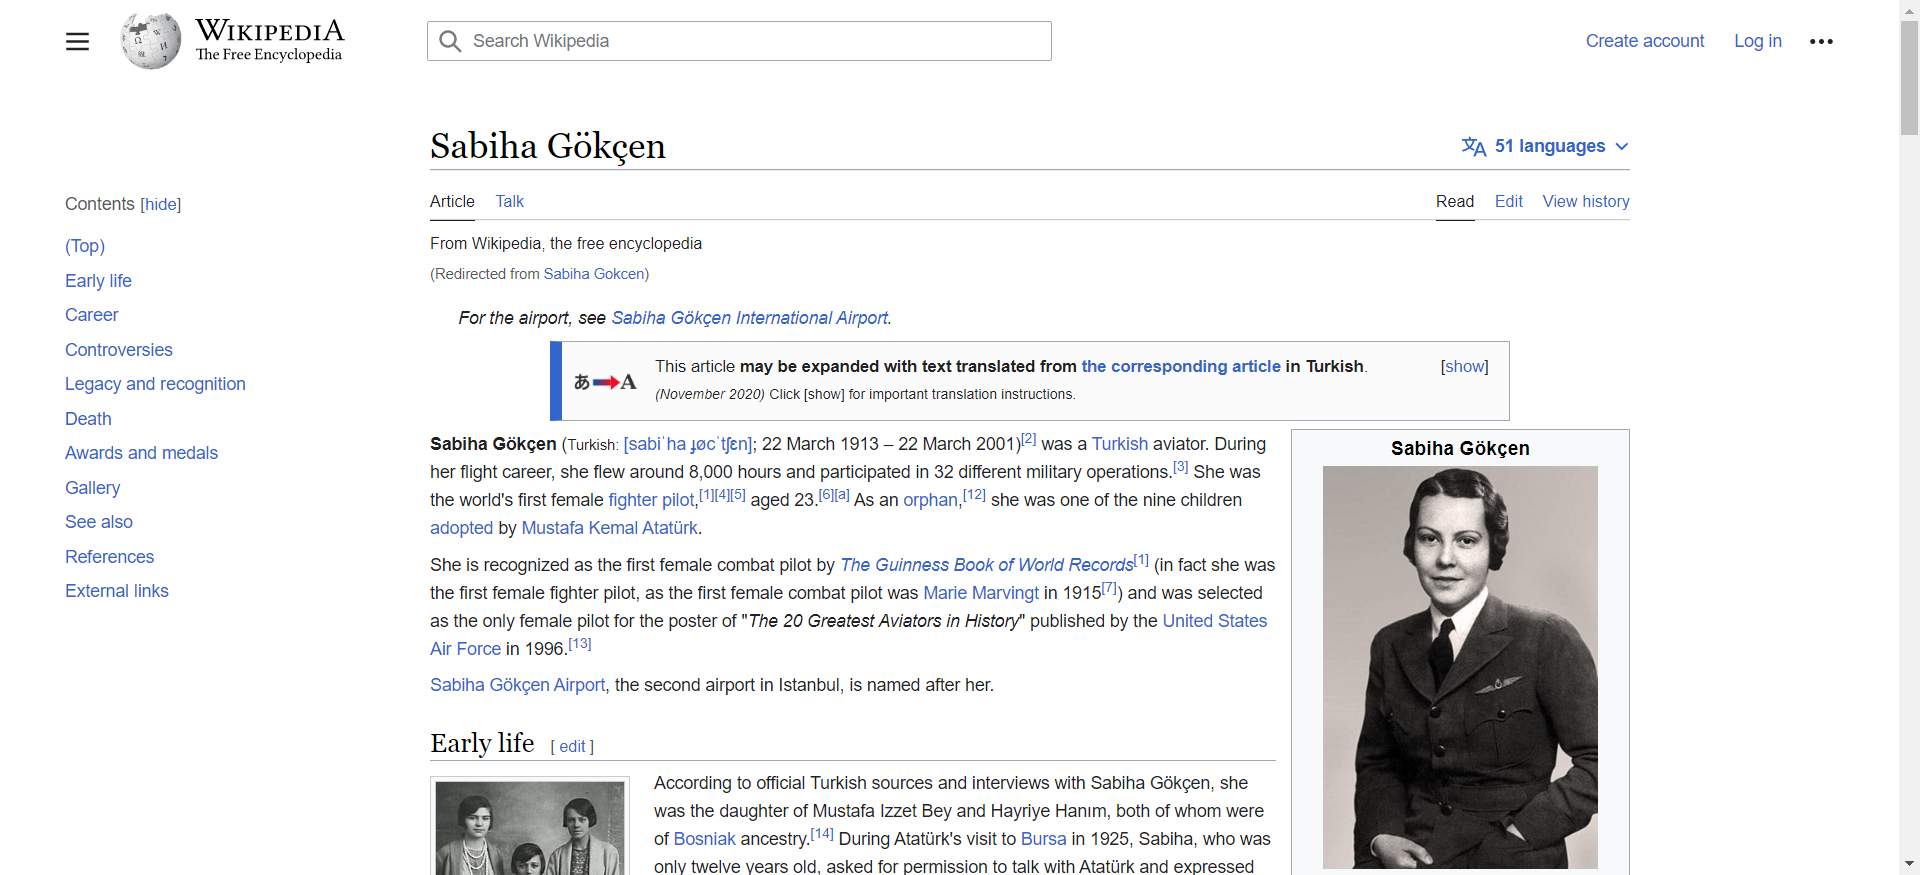 WIKIPEDIA
The Free Encyclopedia
Search Wikipedia
Create account
Log in
Sabiha Gökçen
51 languages
Contents [hide]
(Top)
Early life
Career
Controversies
Legacy and recognition
Death
Awards and medals
Gallery
See also
References
External links
Article
Talk
Read
Edit
View history
From Wikipedia, the free encyclopedia
(Redirected from Sabiha Gokcen)
For the airport, see Sabiha Gökçen International Airport.
あ A
This article may be expanded with text translated from the corresponding article in Turkish.
[show]
(November 2020) Click [show] for important translation instructions.
Sabiha Gökçen (Turkish: [sabiˈha ɟøcˈtʃɛn]; 22 March 1913 – 22 March 2001)[2] was a Turkish aviator. During
her flight career, she flew around 8,000 hours and participated in 32 different military operations.[3] She was
the world's first female fighter pilot,[1][4][5] aged 23.[6][a] As an orphan,[12] she was one of the nine children
adopted by Mustafa Kemal Atatürk.
She is recognized as the first female combat pilot by The Guinness Book of World Records[1] (in fact she was
the first female fighter pilot, as the first female combat pilot was Marie Marvingt in 1915[7]) and was selected
as the only female pilot for the poster of "The 20 Greatest Aviators in History" published by the United States
Air Force in 1996.[13]
Sabiha Gökçen Airport, the second airport in Istanbul, is named after her.
Early life [ edit ]
According to official Turkish sources and interviews with Sabiha Gökçen, she
was the daughter of Mustafa Izzet Bey and Hayriye Hanım, both of whom were
of Bosniak ancestry.[14] During Atatürk's visit to Bursa in 1925, Sabiha, who was
only twelve years old, asked for permission to talk with Atatürk and expressed
Sabiha Gökçen